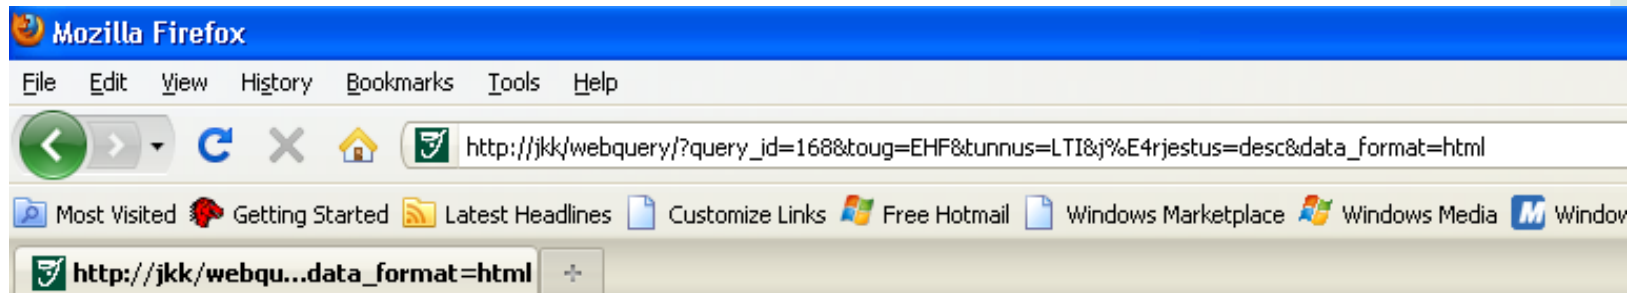 Mozilla Firefox
File Edit View History Bookmarks Tools Help
http://jkk/webquery/?query_id=168&toug=EHF&tunnus=LTI&j%E4rjestus=desc&data_format=html
Most Visited Getting Started Latest Headlines Customize Links Free Hotmail Windows Marketplace Windows Media Window
http://jkk/webqu...data_format=html